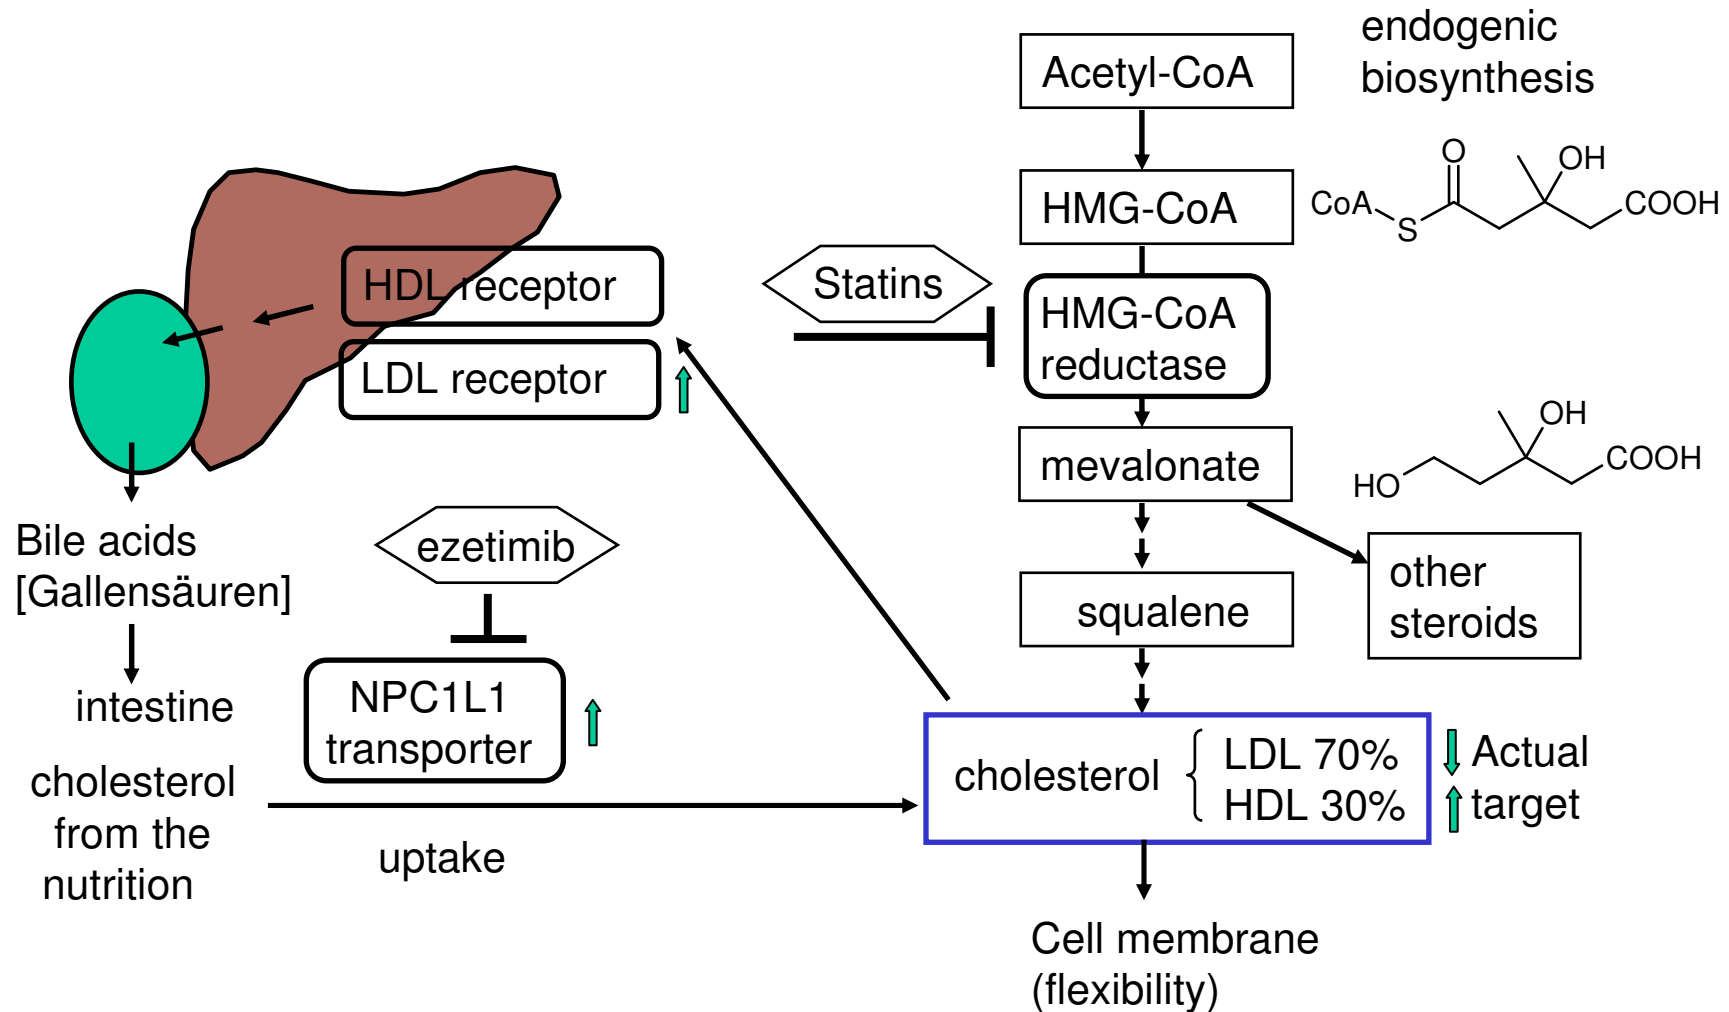 endogenic
biosynthesis
Acetyl-CoA
HMG-CoA
O
OH
CoA
S
COOH
HDL receptor
Statins
HMG-CoA
reductase
LDL receptor
mevalonate
OH
COOH
HO
Bile acids
[Gallensäuren]
ezetimib
other
steroids
squalene
intestine
NPC1L1
transporter
cholesterol
from the
nutrition
uptake
cholesterol
LDL 70%
HDL 30%
Actual
target
Cell membrane
(flexibility)